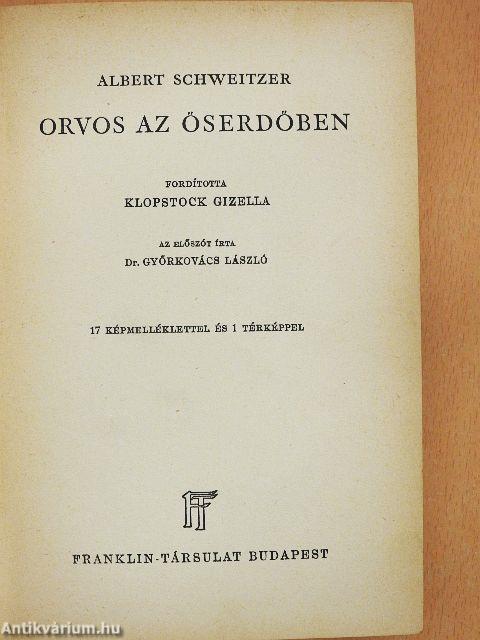 ALBERT SCHWEITZER
ORVOS AZ ŐSERDŐBEN
FORDÍTOTTA
KLOPSTOCK GIZELLA
AZ ELŐSZÓT ÍRTA
Dr. GYŐRKOVÁCS LÁSZLÓ
17 KÉPMELLÉKLETTEL ÉS 1 TÉRKÉPPEL
FT
FRANKLIN-TÁRSULAT BUDAPEST
Antikvárium.hu